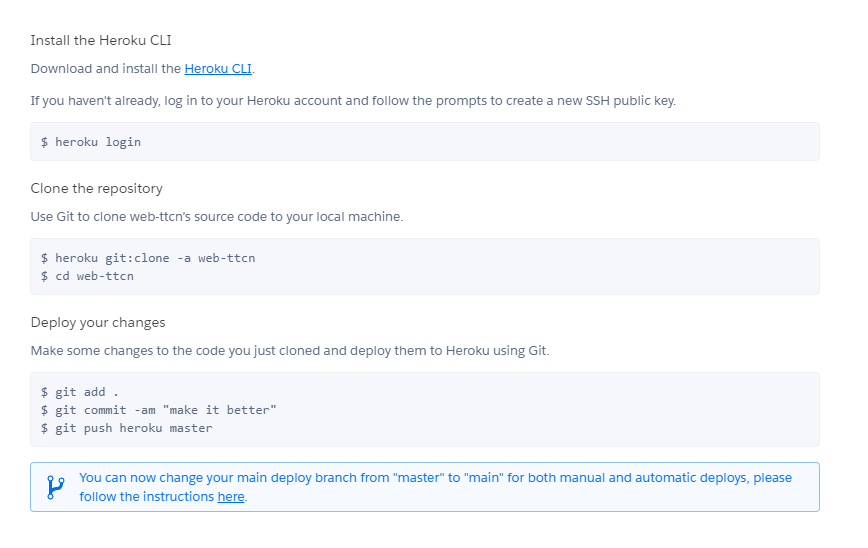 Install the Heroku CLI
Download and install the Heroku CLI.
If you haven't already, log in to your Heroku account and follow the prompts to create a new SSH public key.
$ heroku login
Clone the repository
Use Git to clone web-ttcn's source code to your local machine.
$ heroku git:clone -a web-ttcn
$ cd web-ttcn
Deploy your changes
Make some changes to the code you just cloned and deploy them to Heroku using Git.
$ git add .
$ git commit -am "make it better"
$ git push heroku master
You can now change your main deploy branch from "master" to "main" for both manual and automatic deploys, please
follow the instructions here.